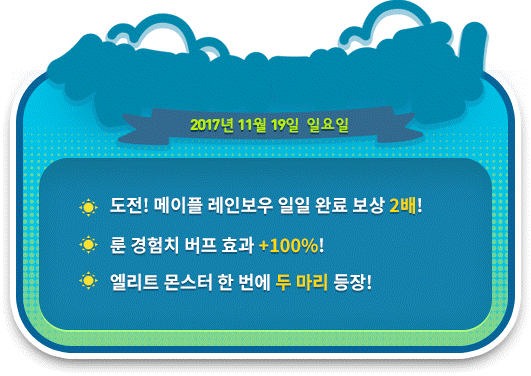 2017년 11월 19일 일요일
도전! 메이플 레인보우 일일 완료 보상 2배!
룬 경험치 버프 효과 +100%!
엘리트 몬스터 한 번에 두 마리 등장!